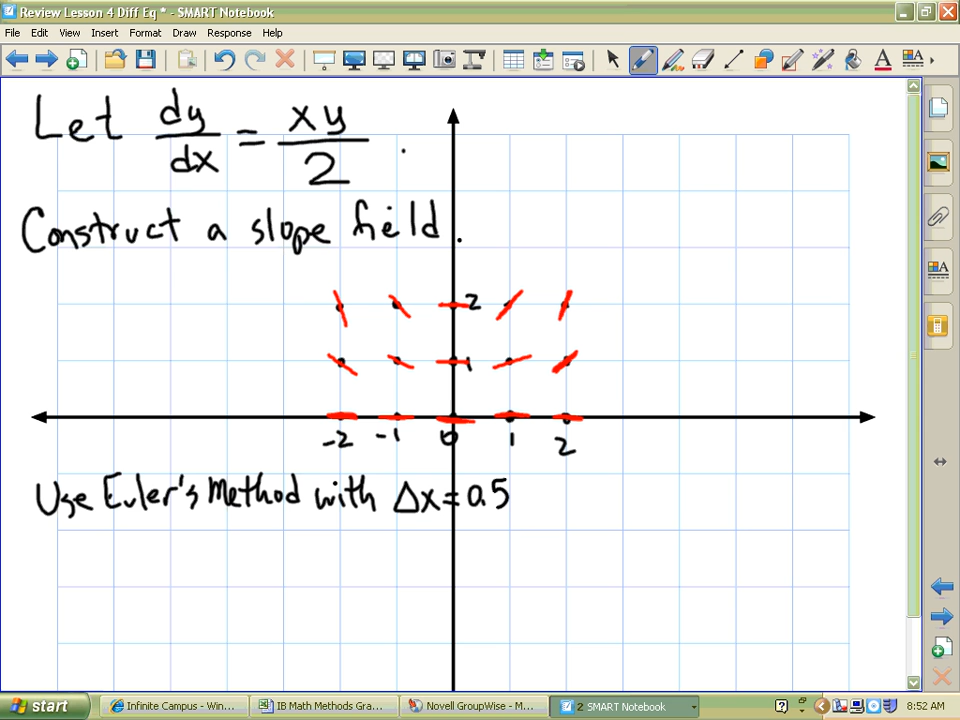 Review Lesson 4 Diff Eq * - SMART Notebook
File Edit View Insert Format Draw Response Help
Let dy/dx = xy/2 .
Construct a slope field.
2
1
-2 -1 0 1 2
Use Euler's Method with Δx = 0.5
start Infinite Campus - Win... IB Math Methods Gra... Novell GroupWise - M... 2 SMART Notebook 8:52 AM